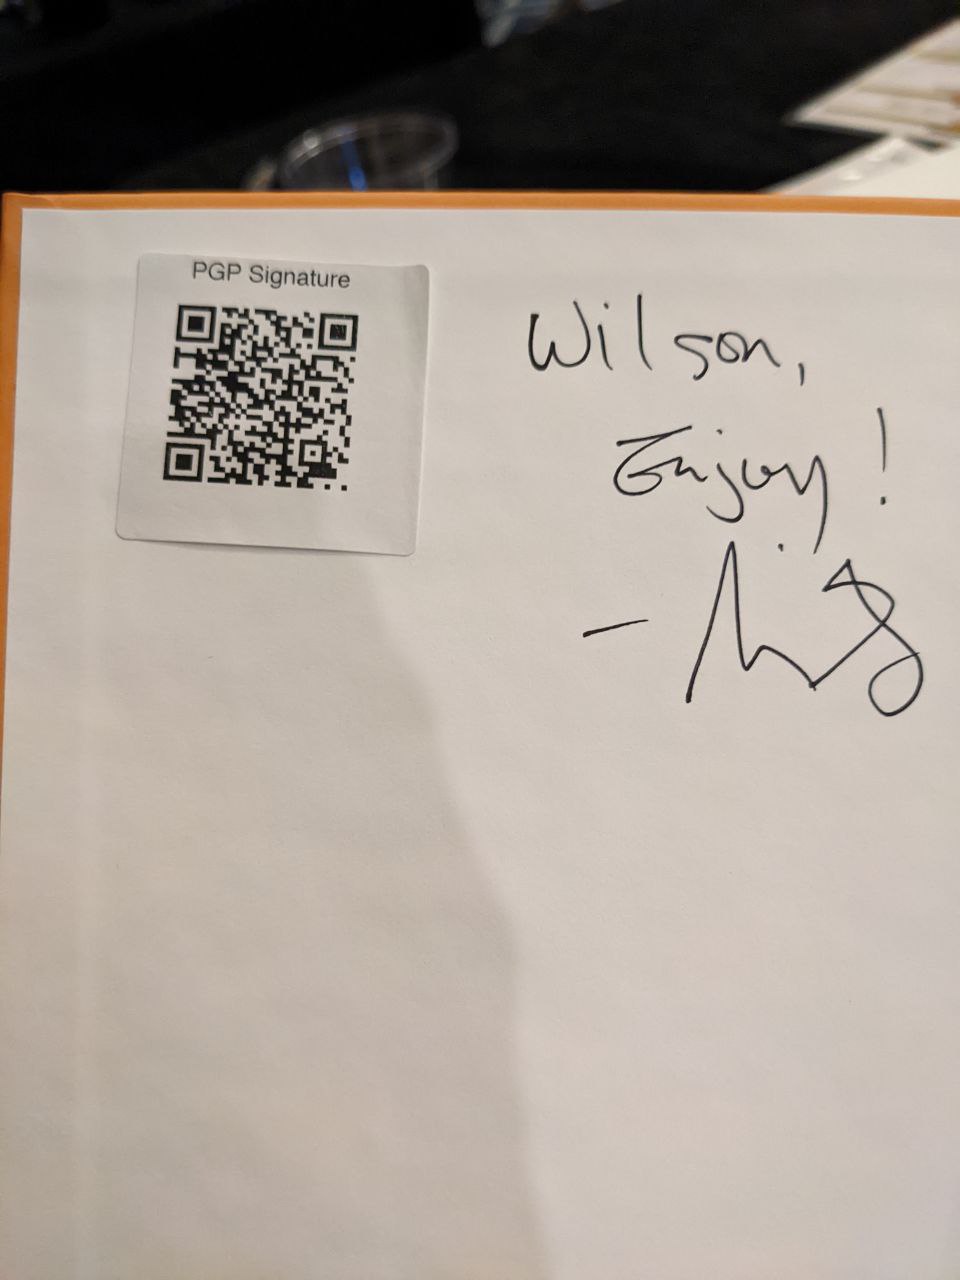 PGP Signature
Wilson,
Enjoy!